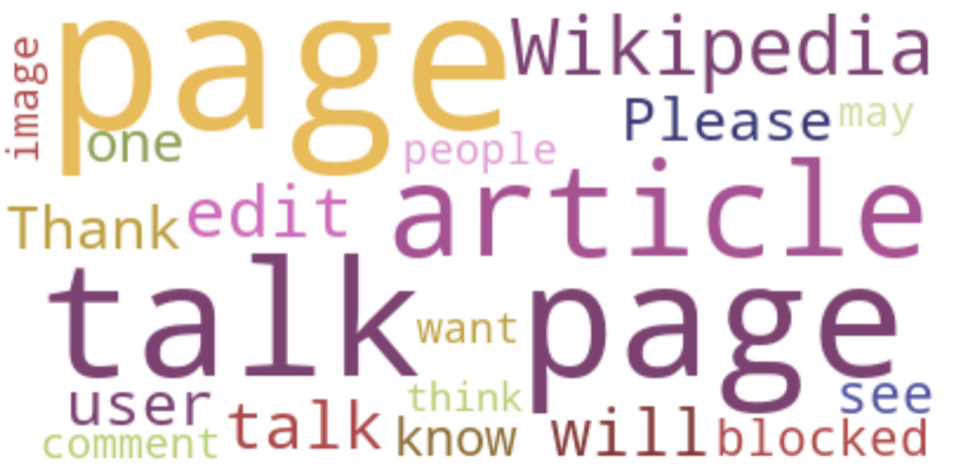 image
page
Wikipedia
Please
may
one
people
Thank
edit
article
talk page
want
user
think
see
comment
talk
know
will
blocked